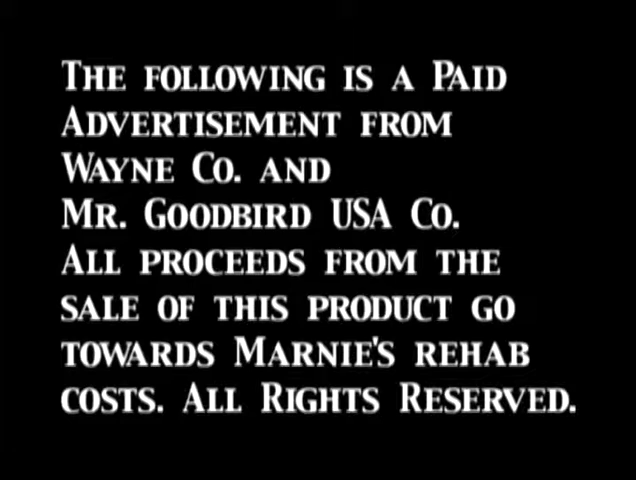 The following is a Paid
Advertisement from
Wayne Co. and
Mr. Goodbird USA Co.
All proceeds from the
sale of this product go
towards Marnie's rehab
costs. All Rights Reserved.